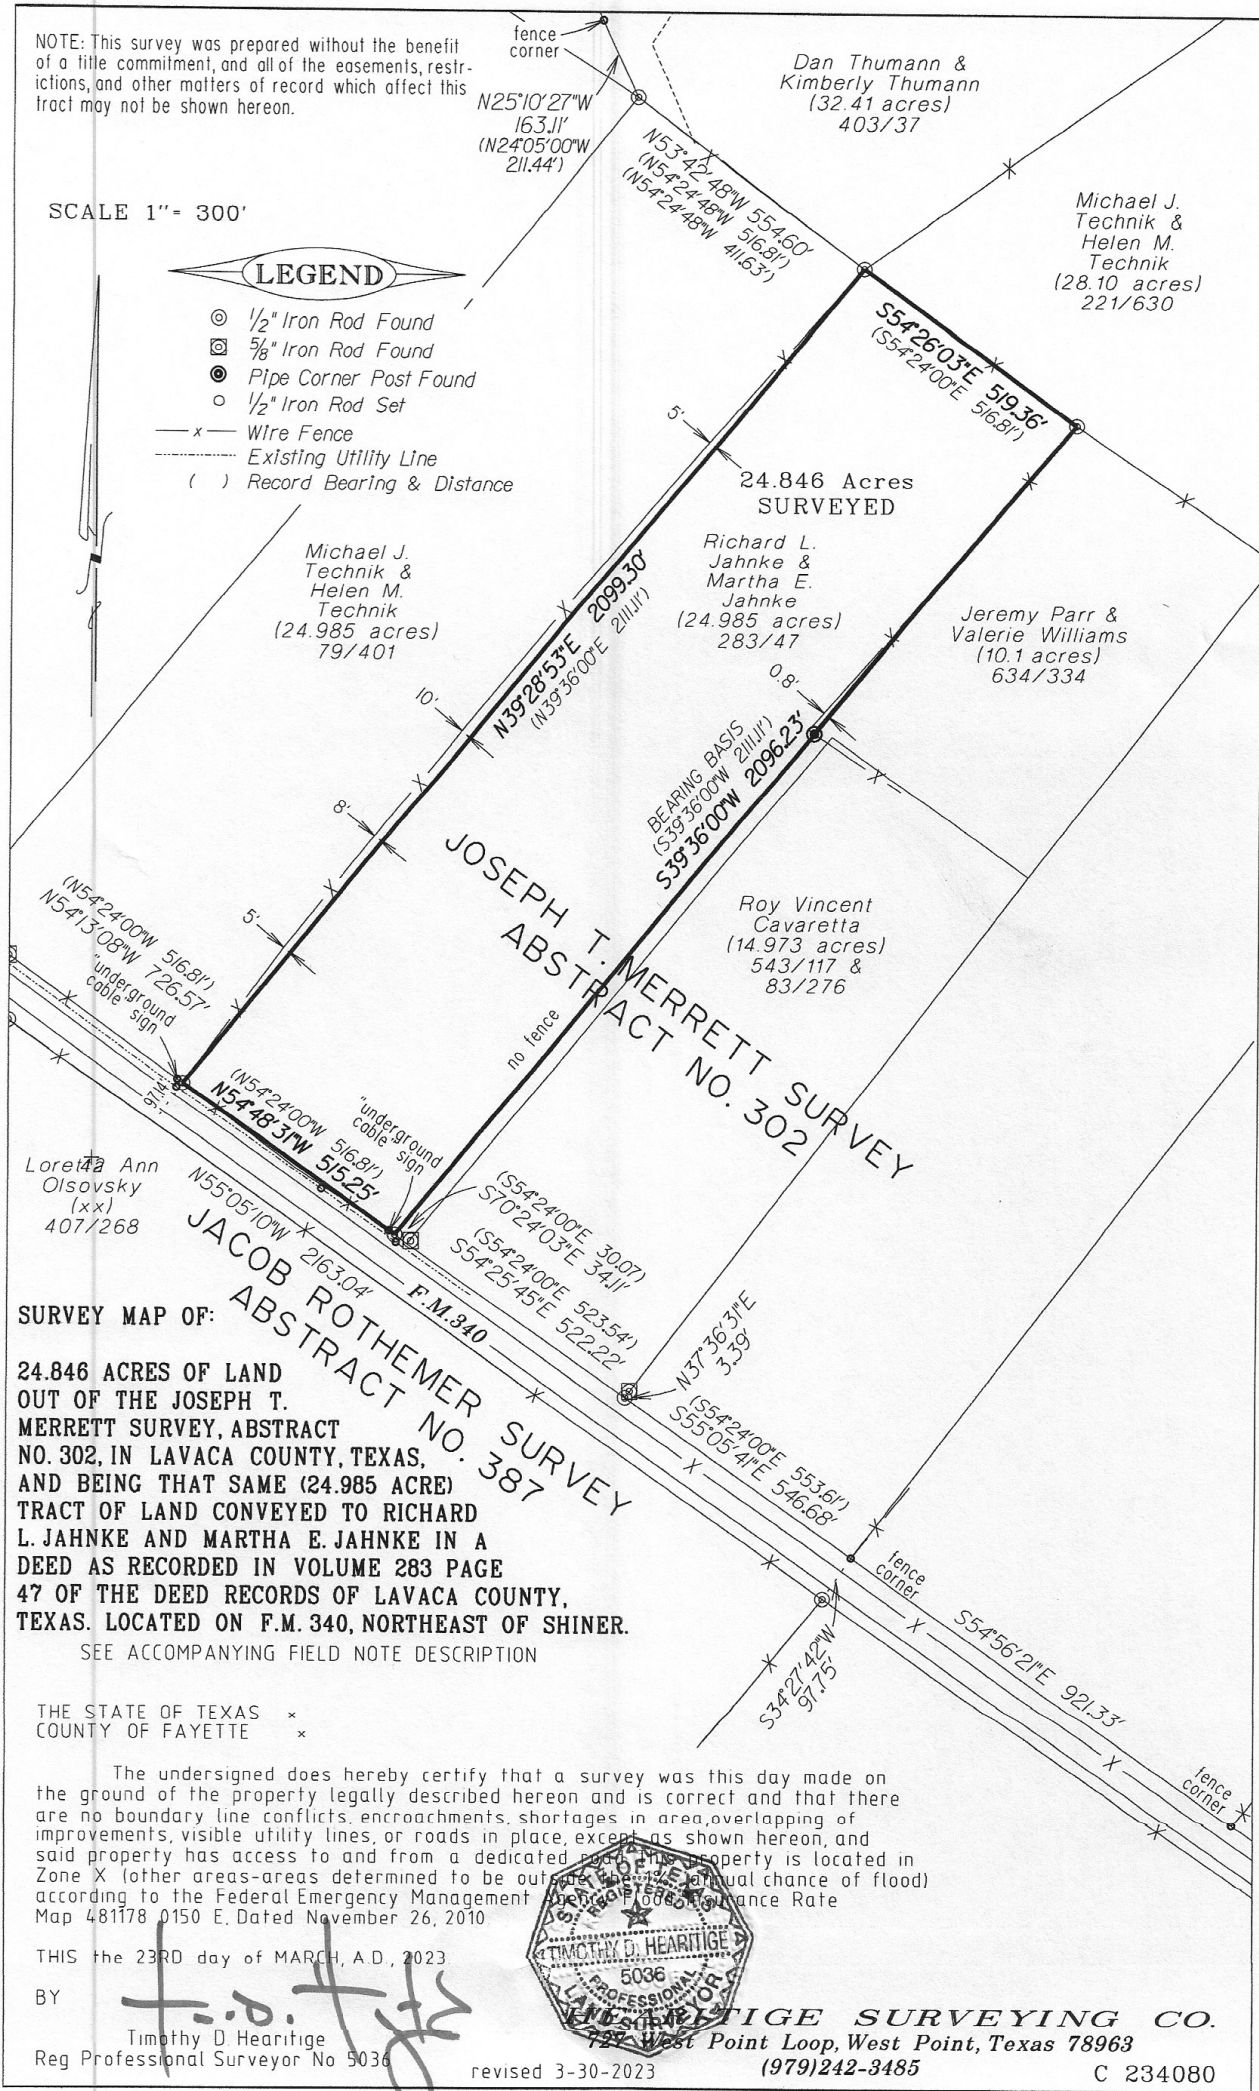 NOTE: This survey was prepared without the benefit
of a title commitment, and all of the easements, restr-
ictions, and other matters of record which affect this
tract may not be shown hereon.
fence
corner
N25°10'27"W
163.11'
(N24°05'00"W
211.44')
Dan Thumann &
Kimberly Thumann
(32.41 acres)
403/37
N53°42'48"W 554.60'
(N54°24'48"W 516.81')
(N54°24'48"W 411.63')
Michael J.
Technik &
Helen M.
Technik
(28.10 acres)
221/630
SCALE 1"= 300'
LEGEND
1/2" Iron Rod Found
5/8" Iron Rod Found
Pipe Corner Post Found
1/2" Iron Rod Set
x Wire Fence
Existing Utility Line
( ) Record Bearing & Distance
S54°26'03"E 519.36'
(S54°24'00"E 516.81')
5'
24.846 Acres
SURVEYED
Michael J.
Technik &
Helen M.
Technik
(24.985 acres)
79/401
Richard L.
Jahnke &
Martha E.
Jahnke
(24.985 acres)
283/47
Jeremy Parr &
Valerie Williams
(10.1 acres)
634/334
N39°28'53"E 2099.30'
(N39°36'00"E 2111.11')
10'
0.8'
BEARING BASIS
(S39°36'00"W 2111.11')
S39°36'00"W 2096.23'
8'
5'
JOSEPH T. MERRETT SURVEY
ABSTRACT NO. 302
Roy Vincent
Cavaretta
(14.973 acres)
543/117 &
83/276
(N54°24'00"W 516.81')
N54°13'08"W 726.57'
"underground
cable" sign
no fence
97.14'
(N54°24'00"W 516.81')
N54°48'31"W 515.25'
"underground
cable" sign
Loretta Ann
Olsovsky
(xx)
407/268
N55°05'10"W 2163.04'
(S54°24'00"E 30.07)
S70°24'03"E 34.11'
(S54°24'00"E 523.54')
S54°25'45"E 522.22'
F.M.340
JACOB ROTHEMER SURVEY
ABSTRACT NO. 387
N37°36'31"E
3.39'
(S54°24'00"E 553.61')
S55°05'41"E 546.68'
SURVEY MAP OF:
24.846 ACRES OF LAND
OUT OF THE JOSEPH T.
MERRETT SURVEY, ABSTRACT
NO. 302, IN LAVACA COUNTY, TEXAS,
AND BEING THAT SAME (24.985 ACRE)
TRACT OF LAND CONVEYED TO RICHARD
L. JAHNKE AND MARTHA E. JAHNKE IN A
DEED AS RECORDED IN VOLUME 283 PAGE
47 OF THE DEED RECORDS OF LAVACA COUNTY,
TEXAS. LOCATED ON F.M. 340, NORTHEAST OF SHINER.
SEE ACCOMPANYING FIELD NOTE DESCRIPTION
fence
corner
S34°27'42"W
97.75'
S54°56'21"E 921.33'
fence
corner
THE STATE OF TEXAS x
COUNTY OF FAYETTE x
The undersigned does hereby certify that a survey was this day made on
the ground of the property legally described hereon and is correct and that there
are no boundary line conflicts, encroachments, shortages in area, overlapping of
improvements, visible utility lines, or roads in place, except as shown hereon, and
said property has access to and from a dedicated road. This property is located in
Zone X (other areas-areas determined to be outside the 1% annual chance of flood)
according to the Federal Emergency Management Agency Flood Insurance Rate
Map 481178 0150 E, Dated November 26, 2010
THIS the 23RD day of MARCH, A.D., 2023
BY
Timothy D Hearitige
Reg Professional Surveyor No 5036
STATE OF TEXAS
REGISTERED
TIMOTHY D. HEARITIGE
5036
PROFESSIONAL
LAND SURVEYOR
HEARITIGE SURVEYING CO.
727 West Point Loop, West Point, Texas 78963
(979)242-3485
revised 3-30-2023
C 234080